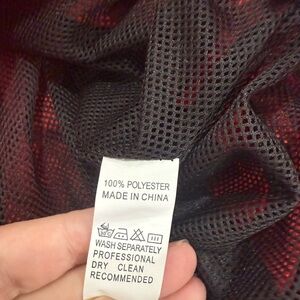 100% POLYESTER
MADE IN CHINA
WASH SEPARATELY
PROFESSIONAL
DRY CLEAN
RECOMMENDED